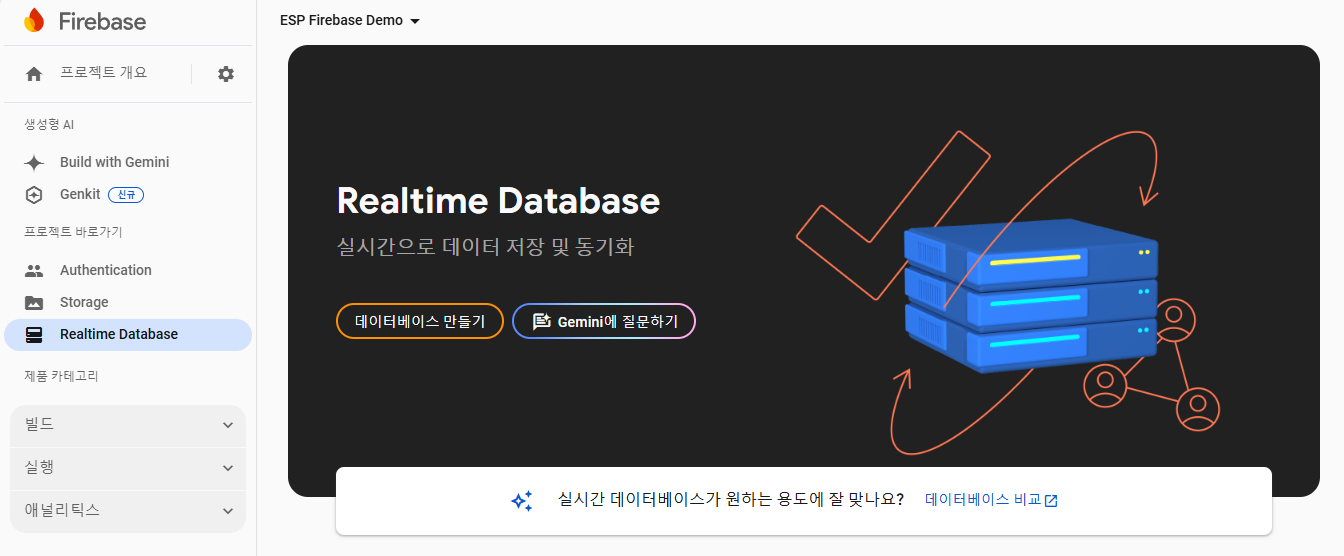 Firebase
프로젝트 개요
생성형 AI
Build with Gemini
Genkit 신규
프로젝트 바로가기
Authentication
Storage
Realtime Database
제품 카테고리
빌드
실행
애널리틱스
ESP Firebase Demo
Realtime Database
실시간으로 데이터 저장 및 동기화
데이터베이스 만들기
Gemini에 질문하기
실시간 데이터베이스가 원하는 용도에 잘 맞나요? 데이터베이스 비교